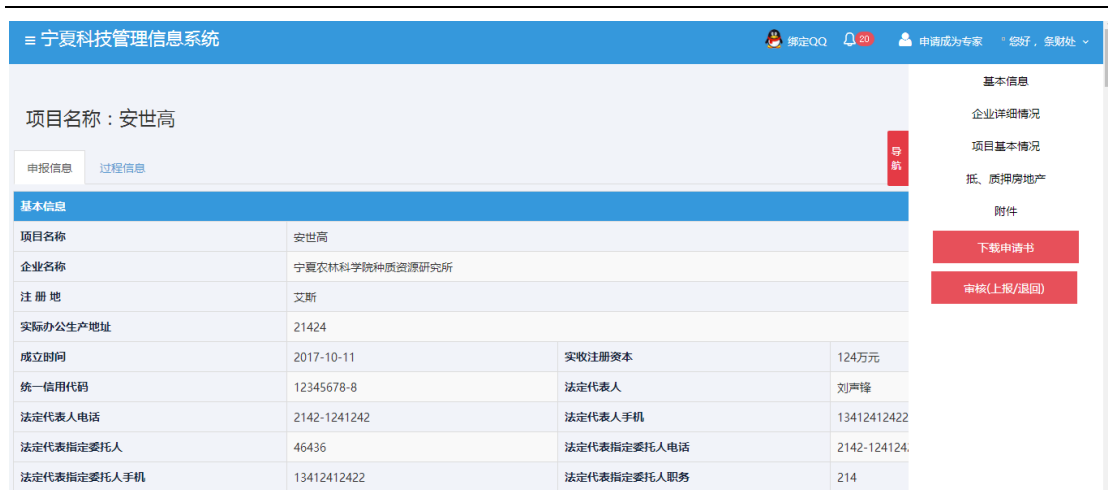 ≡ 宁夏科技管理信息系统 绑定QQ 20 申请成为专家 您好，条财处
基本信息
企业详细情况
项目基本情况
抵、质押房地产
附件
下载申请书
审核(上报/退回)
导航
项目名称：安世高
申报信息 过程信息
基本信息
项目名称 安世高
企业名称 宁夏农林科学院种质资源研究所
注 册 地 艾斯
实际办公生产地址 21424
成立时间 2017-10-11 实收注册资本 124万元
统一信用代码 12345678-8 法定代表人 刘声锋
法定代表人电话 2142-1241242 法定代表人手机 13412412422
法定代表指定委托人 46436 法定代表指定委托人电话 2142-124124
法定代表指定委托人手机 13412412422 法定代表指定委托人职务 214